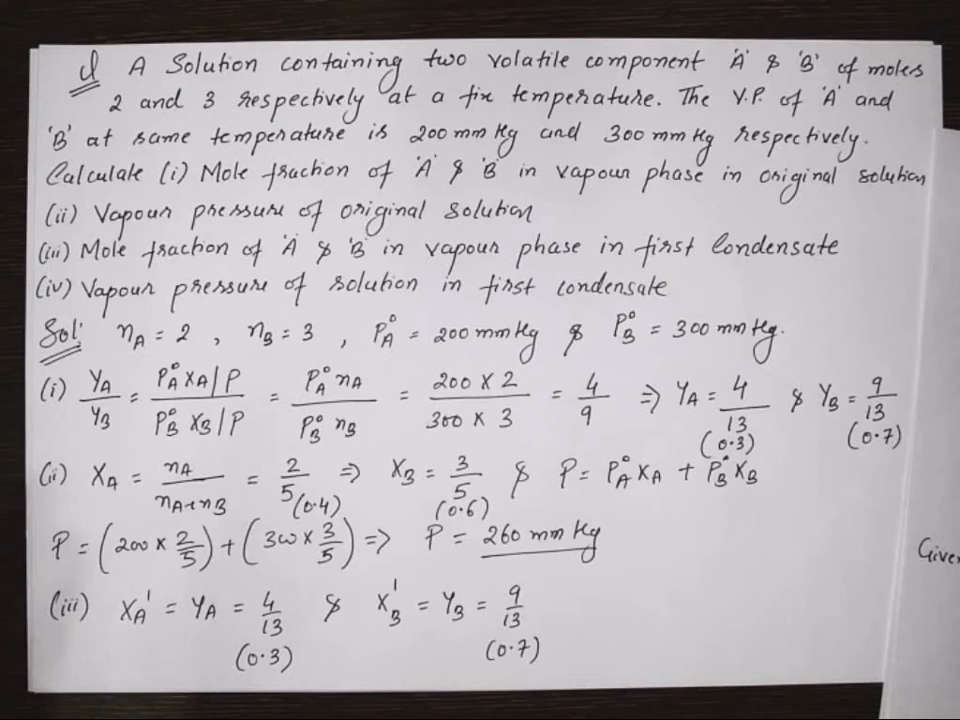 Q A Solution containing two volatile component 'A' & 'B' of moles
2 and 3 respectively at a fix temperature. The V.P. of 'A' and
'B' at same temperature is 200 mm Hg and 300 mm Hg respectively.
Calculate (i) Mole fraction of 'A' & 'B' in vapour phase in original solution
(ii) Vapour pressure of original solution
(iii) Mole fraction of 'A' & 'B' in vapour phase in first condensate
(iv) Vapour pressure of solution in first condensate
Sol: nA = 2 , nB = 3 , P°A = 200 mm Hg & P°B = 300 mm Hg.
(i) YA/YB = (P°A XA/P)/(P°B XB/P) = (P°A nA)/(P°B nB) = (200 × 2)/(300 × 3) = 4/9 ⇒ YA = 4/13 (0.3) & YB = 9/13 (0.7)
(ii) XA = nA/(nA+nB) = 2/5 (0.4) ⇒ XB = 3/5 (0.6) & P = P°A XA + P°B XB
P = (200 × 2/5) + (300 × 3/5) ⇒ P = 260 mm Hg
(iii) XA' = YA = 4/13 (0.3) & XB' = YB = 9/13 (0.7)
Given